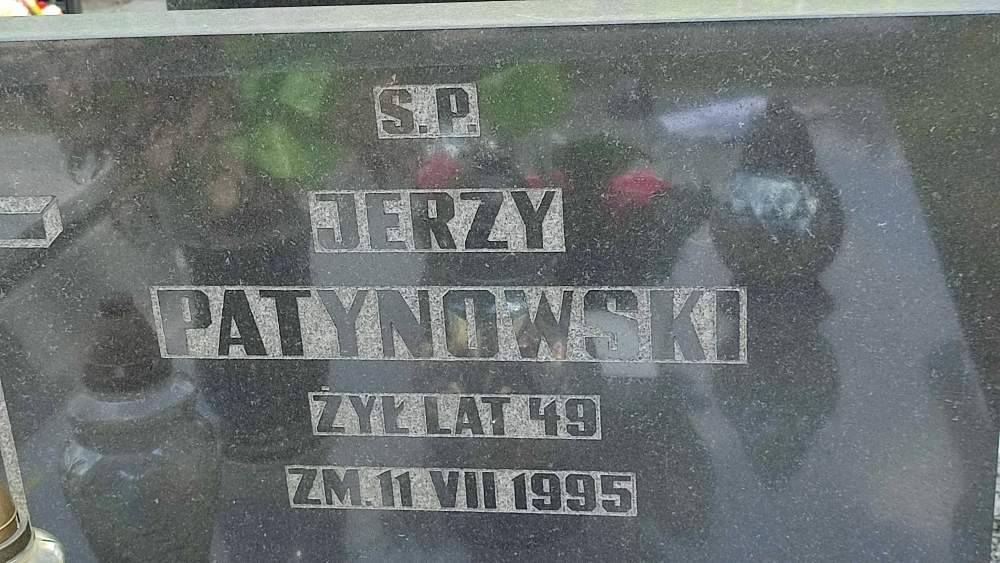 S.P.
JERZY
PATYNOWSKI
ŻYŁ LAT 49
ZM. 11 VII 1995